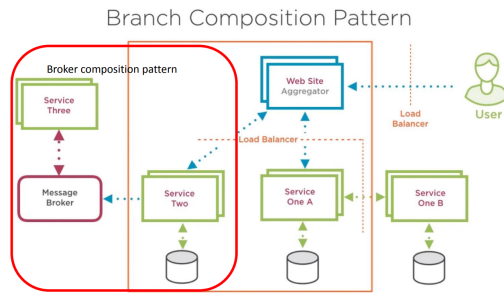 Branch Composition Pattern
Broker composition pattern
Service
Three
Web Site
Aggregator
Load
Balancer
User
Load Balancer
Message
Broker
Service
Two
Service
One A
Service
One B